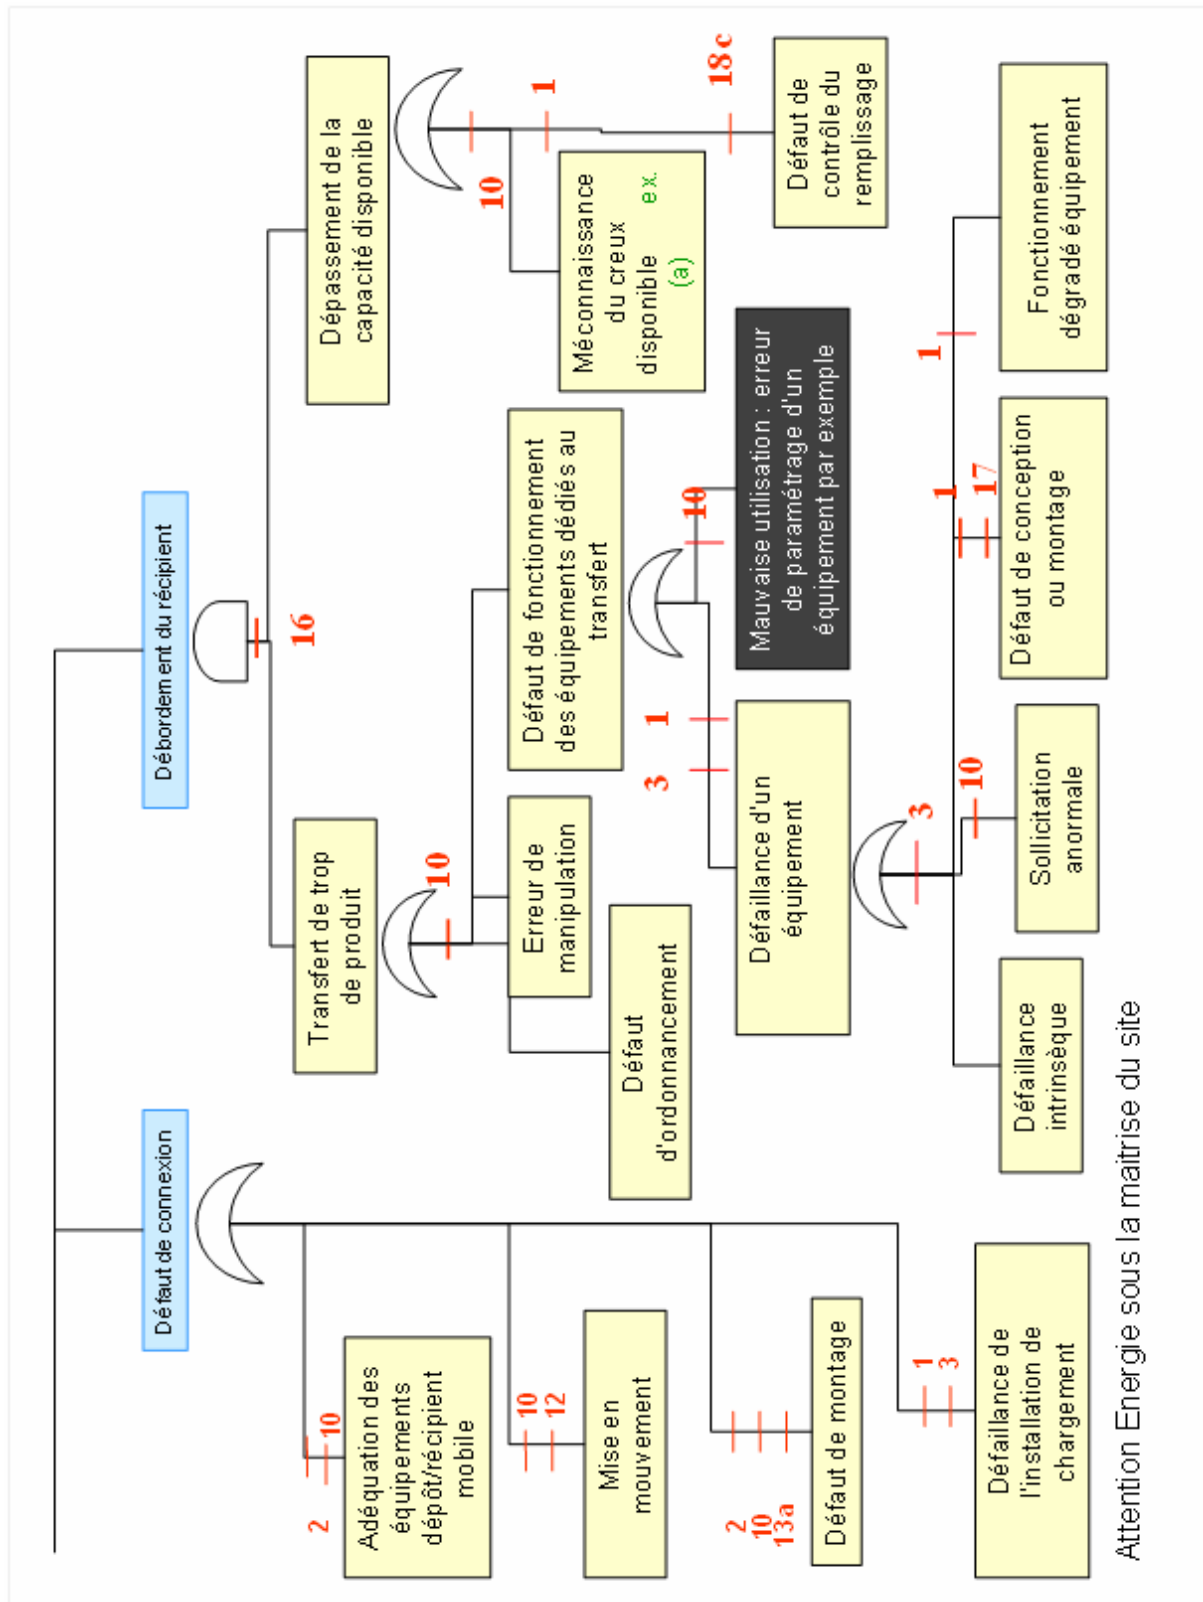 Défaut de connexion
Débordement du récipient
16
2
10
Adéquation des
équipements
dépôt/récipient
mobile
10
12
Mise en
mouvement
2
10
13a
Défaut de montage
1
3
Défaillance de
l'installation de
chargement
Transfert de trop
de produit
10
Défaut
d'ordonnancement
Erreur de
manipulation
Défaut de fonctionnement
des équipements dédiés au
transfert
3
1
10
Défaillance d'un
équipement
Mauvaise utilisation : erreur
de paramétrage d'un
équipement par exemple
3
10
1
17
1
Défaillance
intrinsèque
Sollicitation
anormale
Défaut de conception
ou montage
Fonctionnement
dégradé équipement
Dépassement de la
capacité disponible
10
1
18c
Méconnaissance
du creux
disponible ex.
(a)
Défaut de
contrôle du
remplissage
Attention Energie sous la maitrise du site